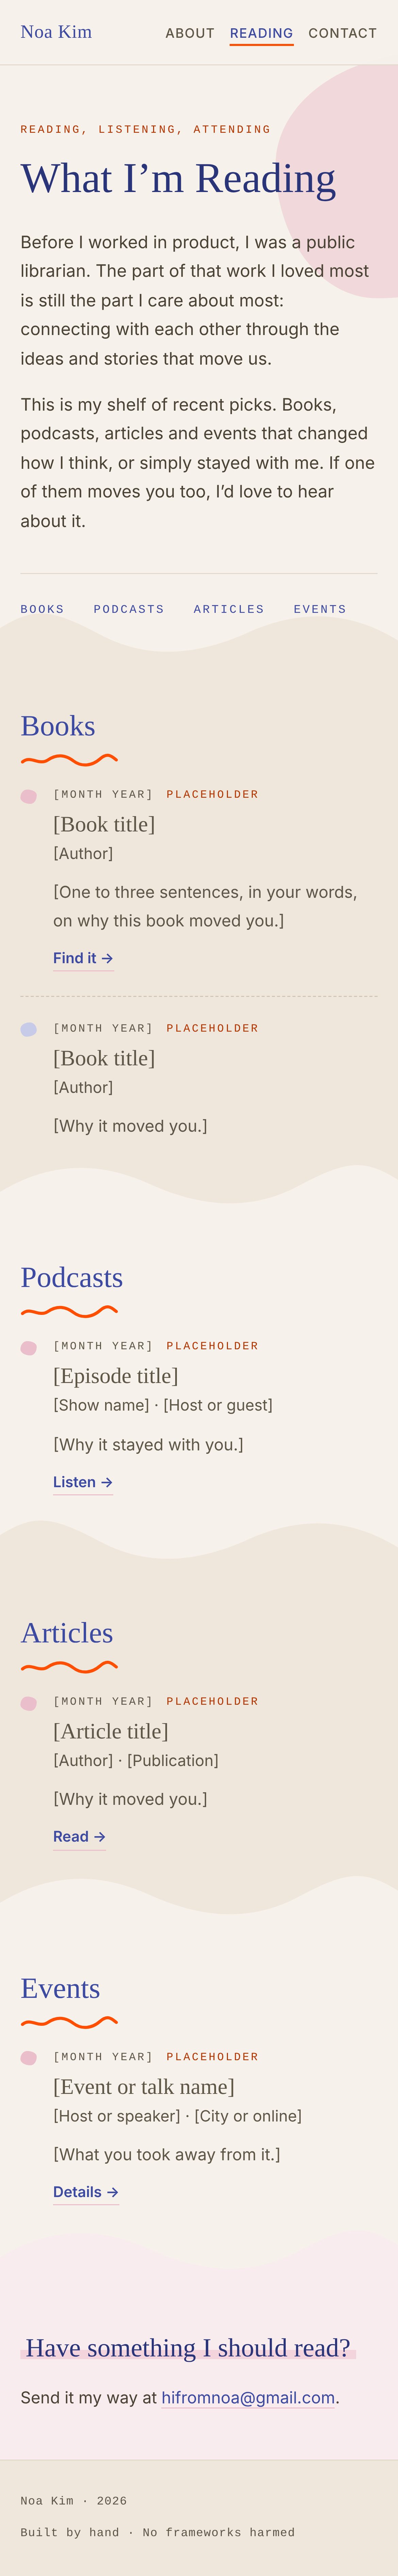 Noa Kim ABOUT READING CONTACT
READING, LISTENING, ATTENDING
What I’m Reading
Before I worked in product, I was a public
librarian. The part of that work I loved most
is still the part I care about most:
connecting with each other through the
ideas and stories that move us.
This is my shelf of recent picks. Books,
podcasts, articles and events that changed
how I think, or simply stayed with me. If one
of them moves you too, I’d love to hear
about it.
BOOKS PODCASTS ARTICLES EVENTS
Books
[MONTH YEAR] PLACEHOLDER
[Book title]
[Author]
[One to three sentences, in your words,
on why this book moved you.]
Find it →
[MONTH YEAR] PLACEHOLDER
[Book title]
[Author]
[Why it moved you.]
Podcasts
[MONTH YEAR] PLACEHOLDER
[Episode title]
[Show name] · [Host or guest]
[Why it stayed with you.]
Listen →
Articles
[MONTH YEAR] PLACEHOLDER
[Article title]
[Author] · [Publication]
[Why it moved you.]
Read →
Events
[MONTH YEAR] PLACEHOLDER
[Event or talk name]
[Host or speaker] · [City or online]
[What you took away from it.]
Details →
Have something I should read?
Send it my way at hifromnoa@gmail.com.
Noa Kim · 2026
Built by hand · No frameworks harmed